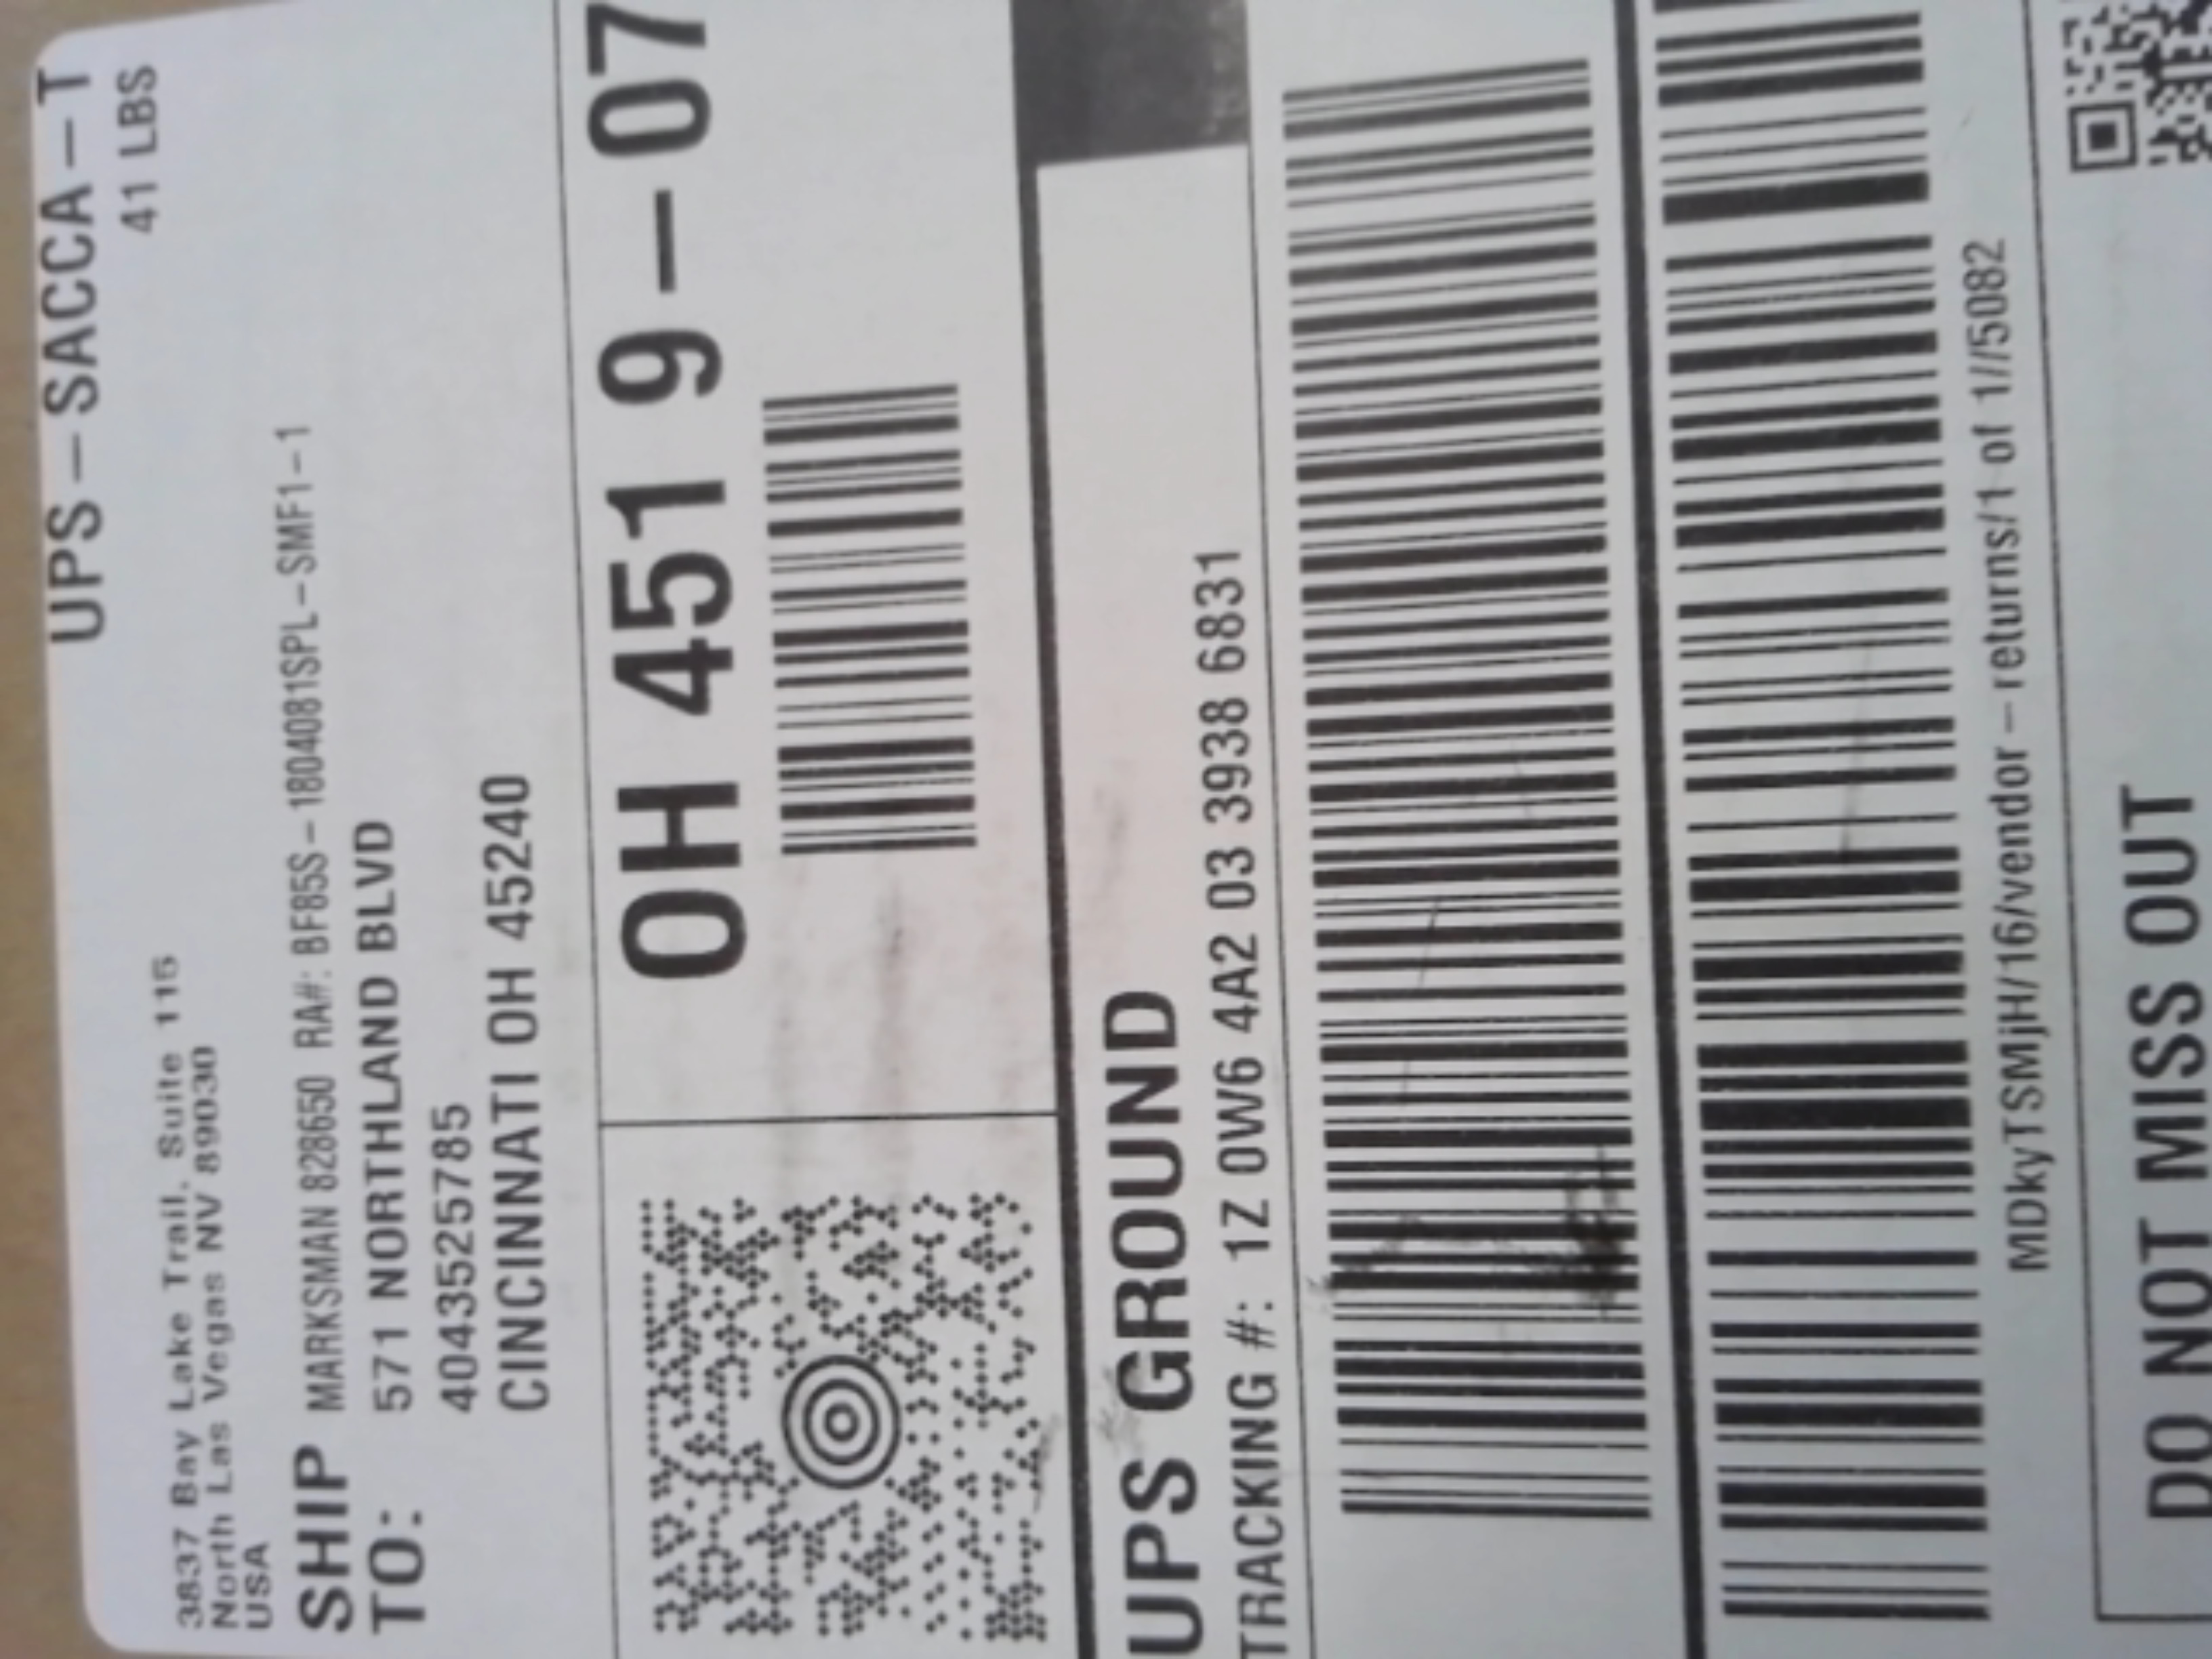 UPS-SACCA-T
41 LBS
3837 Bay Lake Trail, Suite 115
North Las Vegas NV 89030
USA
SHIP TO:
MARKSMAN 828650 RA#: BF85S-1804081SPL-SMF1-1
571 NORTHLAND BLVD
4043525785
CINCINNATI OH 45240
OH 451 9-07
UPS GROUND
TRACKING #: 1Z 0W6 4A2 03 3938 6831
MDkyTSMjH/16/vendor-returns/1 of 1//5082
DO NOT MISS OUT